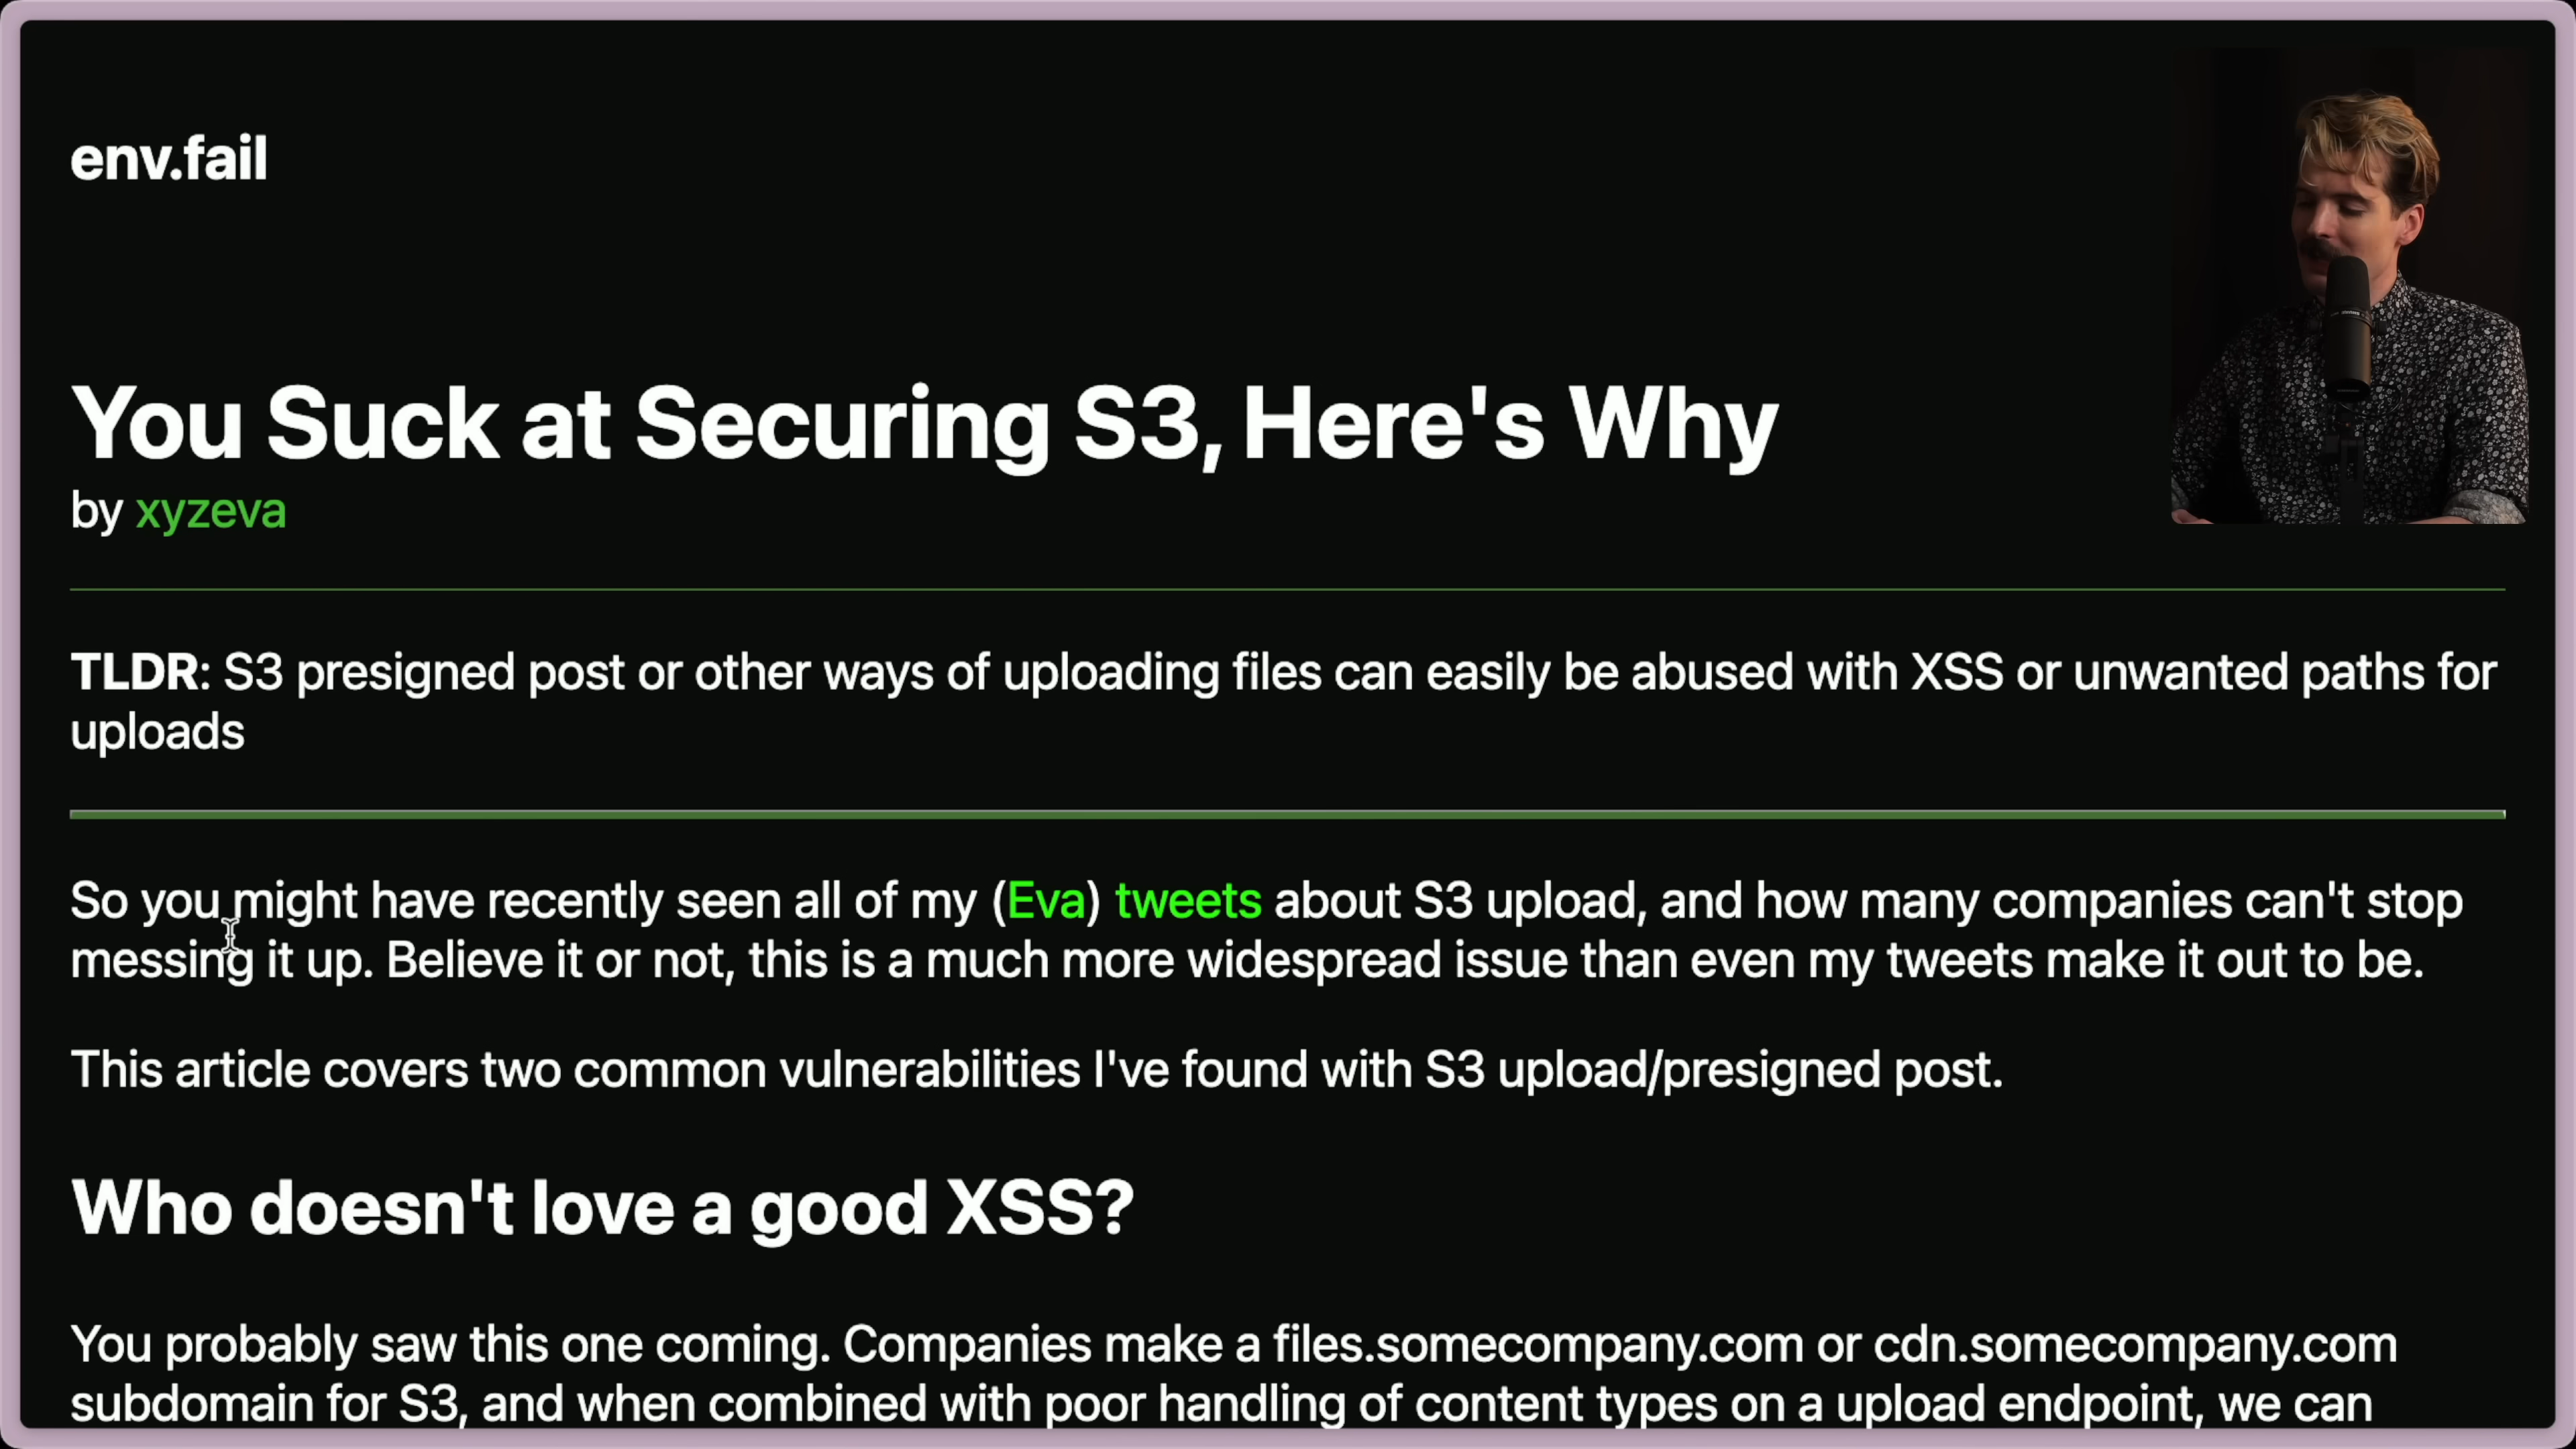 env.fail
You Suck at Securing S3, Here's Why
by xyzeva
TLDR: S3 presigned post or other ways of uploading files can easily be abused with XSS or unwanted paths for
uploads
So you might have recently seen all of my (Eva) tweets about S3 upload, and how many companies can't stop
messing it up. Believe it or not, this is a much more widespread issue than even my tweets make it out to be.
This article covers two common vulnerabilities I've found with S3 upload/presigned post.
Who doesn't love a good XSS?
You probably saw this one coming. Companies make a files.somecompany.com or cdn.somecompany.com
subdomain for S3, and when combined with poor handling of content types on a upload endpoint, we can